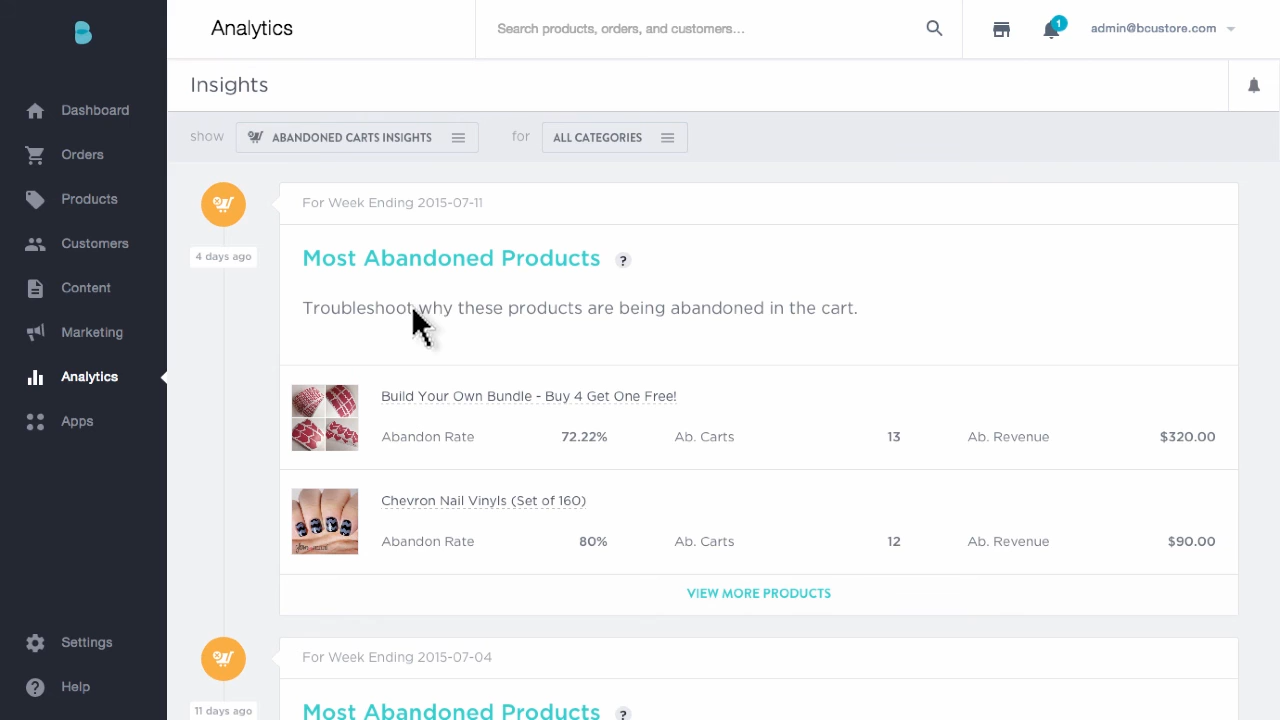 Analytics
Search products, orders, and customers...
1
admin@bcustore.com
Dashboard
Orders
Products
Customers
Content
Marketing
Analytics
Apps
Settings
Help
Insights
show
ABANDONED CARTS INSIGHTS
for
ALL CATEGORIES
4 days ago
For Week Ending 2015-07-11
Most Abandoned Products ?
Troubleshoot why these products are being abandoned in the cart.
Build Your Own Bundle - Buy 4 Get One Free!
Abandon Rate 72.22% Ab. Carts 13 Ab. Revenue $320.00
Chevron Nail Vinyls (Set of 160)
Abandon Rate 80% Ab. Carts 12 Ab. Revenue $90.00
VIEW MORE PRODUCTS
For Week Ending 2015-07-04
11 days ago
Most Abandoned Products ?